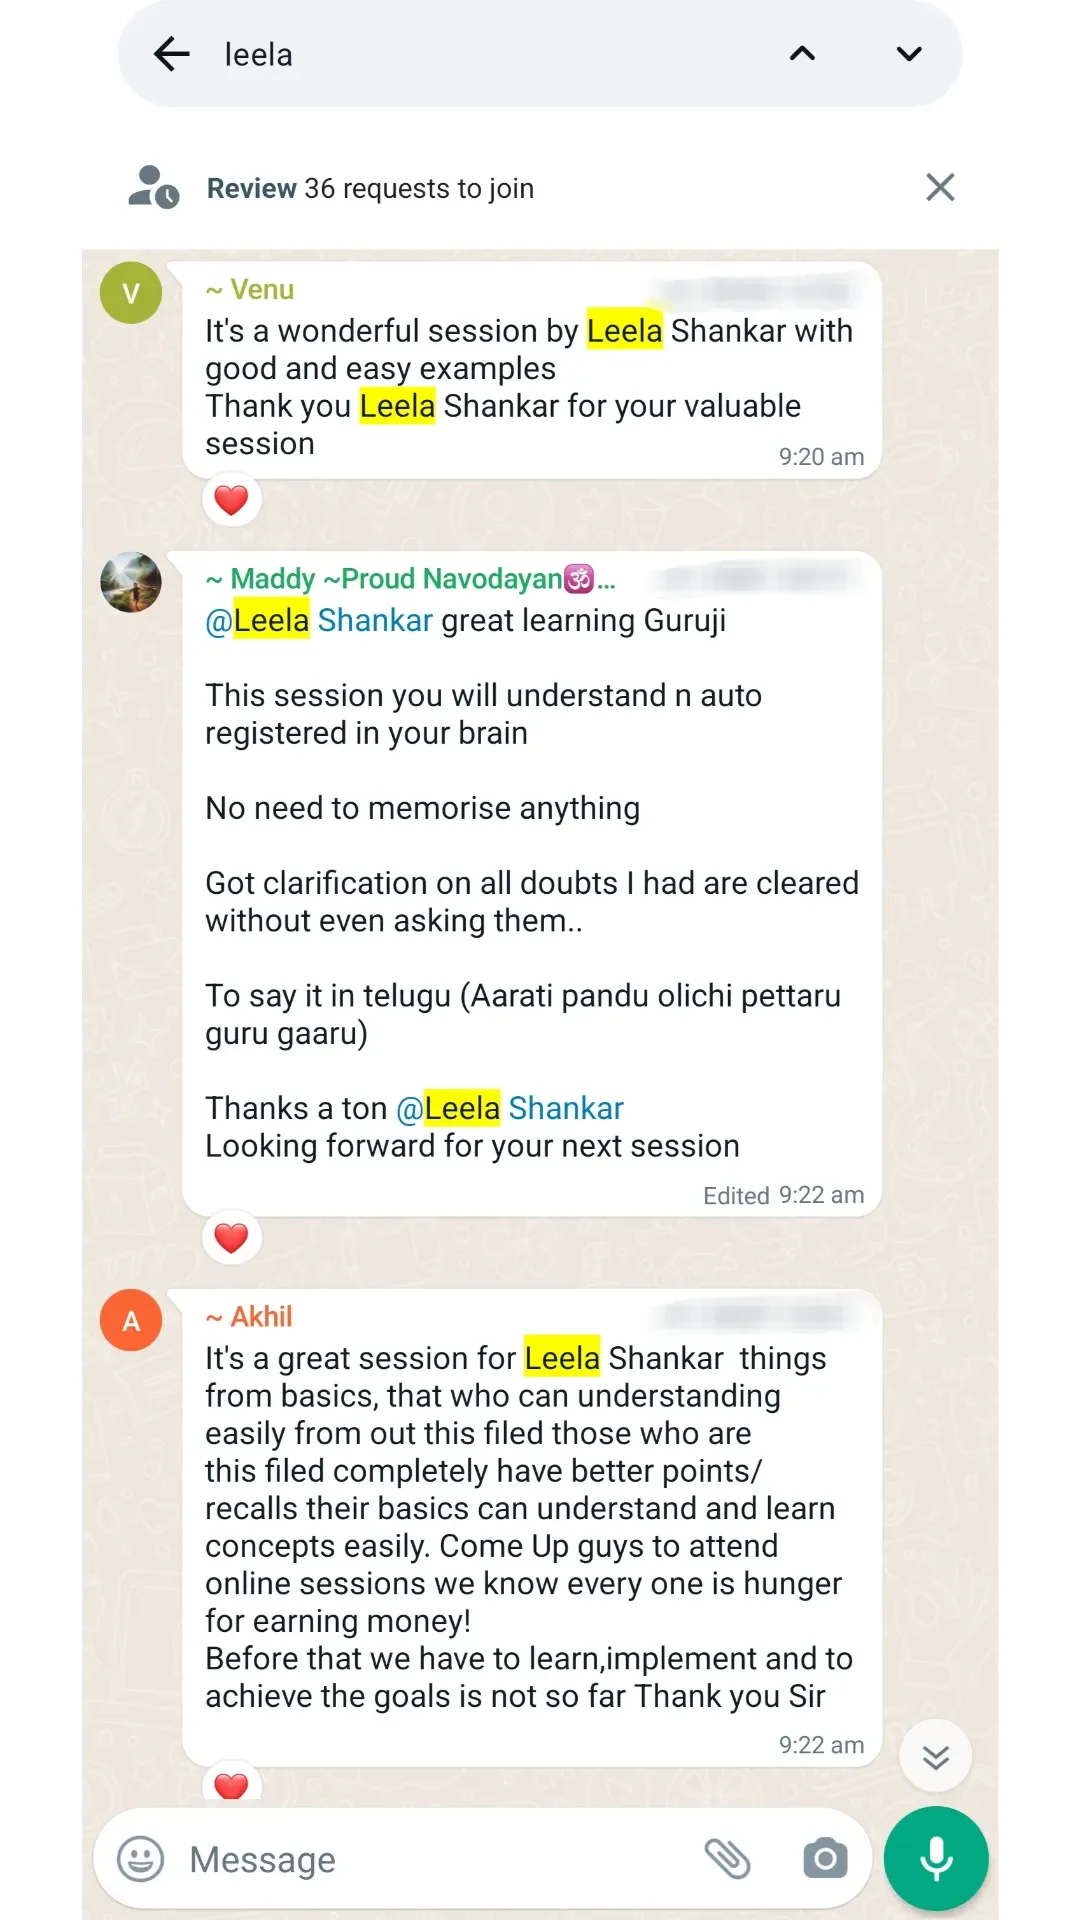 leela
Review 36 requests to join
V
~ Venu
It's a wonderful session by Leela Shankar with
good and easy examples
Thank you Leela Shankar for your valuable
session
9:20 am
~ Maddy ~Proud Navodayan🕉️...
@Leela Shankar great learning Guruji
This session you will understand n auto
registered in your brain
No need to memorise anything
Got clarification on all doubts I had are cleared
without even asking them..
To say it in telugu (Aarati pandu olichi pettaru
guru gaaru)
Thanks a ton @Leela Shankar
Looking forward for your next session
Edited 9:22 am
A
~ Akhil
It's a great session for Leela Shankar  things
from basics, that who can understanding
easily from out this filed those who are
this filed completely have better points/
recalls their basics can understand and learn
concepts easily. Come Up guys to attend
online sessions we know every one is hunger
for earning money!
Before that we have to learn,implement and to
achieve the goals is not so far Thank you Sir
9:22 am
Message